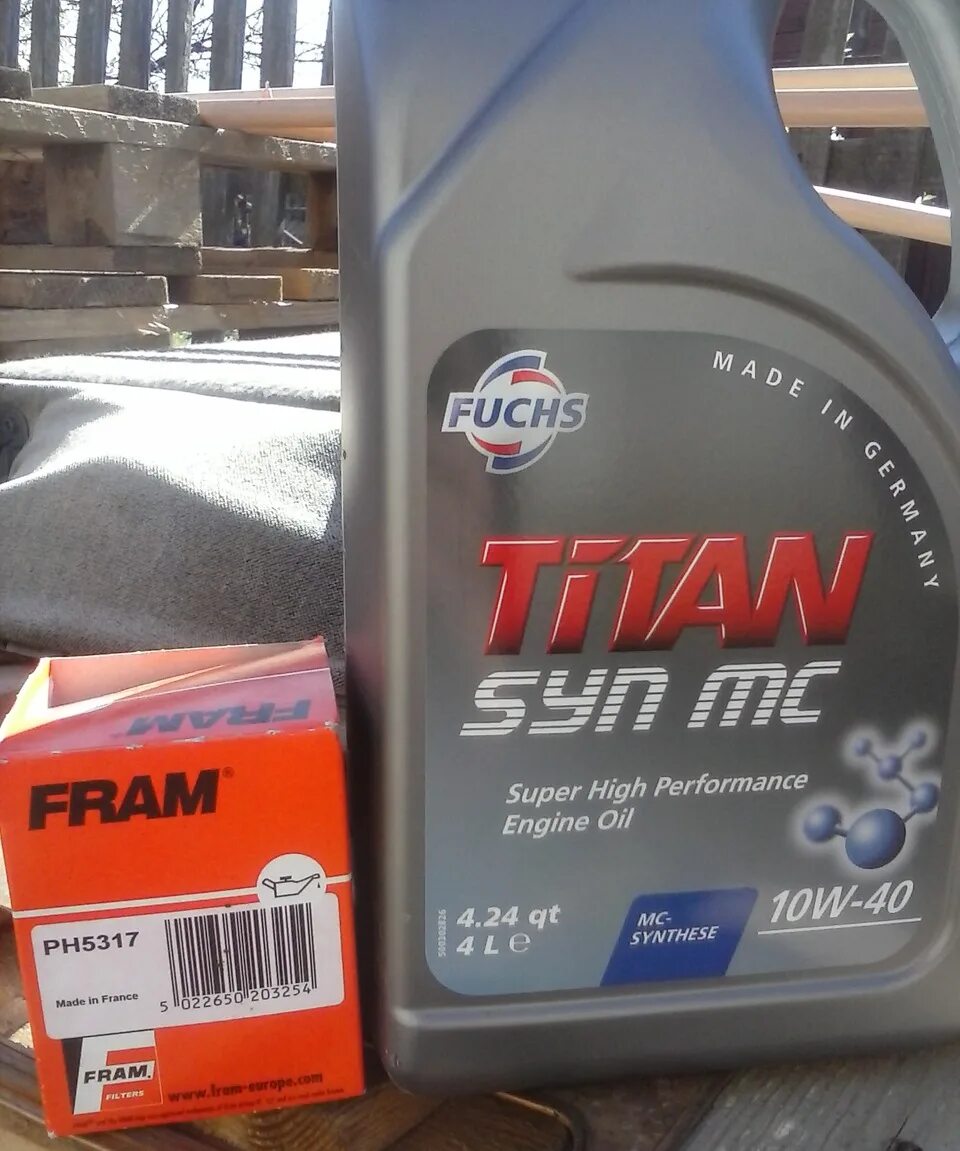 FUCHS
MADE IN GERMANY
TITAN
SYN MC
Super High Performance
Engine Oil
4.24 qt
4 L e
MC-
SYNTHESE
10W-40
FRAM
FRAM®
PH5317
Made in France
5 022650 203254
FRAM
FILTERS
www.fram-europe.com